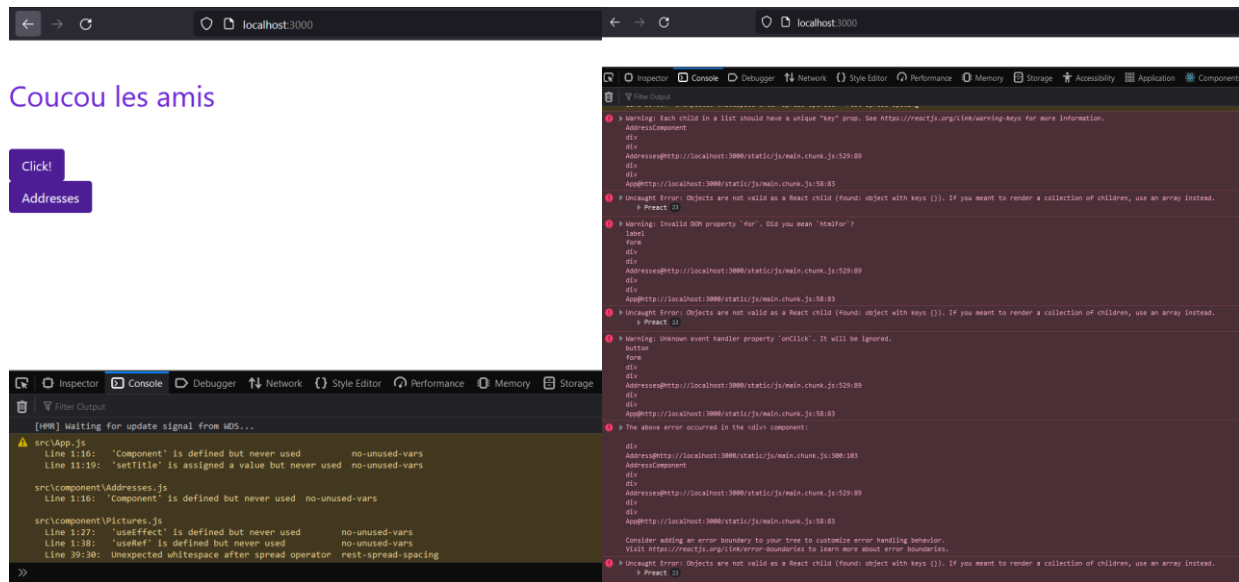 localhost:3000
Coucou les amis
Click!
Addresses
Inspector Console Debugger Network Style Editor Performance Memory Storage
Filter Output
[HMR] Waiting for update signal from WDS...
src\App.js
Line 1:16: 'Component' is defined but never used no-unused-vars
Line 11:19: 'setTitle' is assigned a value but never used no-unused-vars
src\component\Addresses.js
Line 1:16: 'Component' is defined but never used no-unused-vars
src\component\Pictures.js
Line 1:27: 'useEffect' is defined but never used no-unused-vars
Line 1:38: 'useRef' is defined but never used no-unused-vars
Line 39:30: Unexpected whitespace after spread operator rest-spread-spacing
localhost:3000
Inspector Console Debugger Network Style Editor Performance Memory Storage Accessibility Application Component
Filter Output
Warning: Each child in a list should have a unique "key" prop. See https://reactjs.org/link/warning-keys for more information.
AddressComponent
div
div
Addresses@http://localhost:3000/static/js/main.chunk.js:529:89
div
div
App@http://localhost:3000/static/js/main.chunk.js:58:83
Uncaught Error: Objects are not valid as a React child (found: object with keys {}). If you meant to render a collection of children, use an array instead.
Preact 23
Warning: Invalid DOM property `for`. Did you mean `htmlFor`?
label
form
div
div
Addresses@http://localhost:3000/static/js/main.chunk.js:529:89
div
div
App@http://localhost:3000/static/js/main.chunk.js:58:83
Uncaught Error: Objects are not valid as a React child (found: object with keys {}). If you meant to render a collection of children, use an array instead.
Preact 23
Warning: Unknown event handler property `onCilck`. It will be ignored.
button
form
div
div
Addresses@http://localhost:3000/static/js/main.chunk.js:529:89
div
div
App@http://localhost:3000/static/js/main.chunk.js:58:83
The above error occurred in the <div> component:
div
Address@http://localhost:3000/static/js/main.chunk.js:300:103
AddressComponent
div
div
Addresses@http://localhost:3000/static/js/main.chunk.js:529:89
div
div
App@http://localhost:3000/static/js/main.chunk.js:58:83
Consider adding an error boundary to your tree to customize error handling behavior.
Visit https://reactjs.org/link/error-boundaries to learn more about error boundaries.
Uncaught Error: Objects are not valid as a React child (found: object with keys {}). If you meant to render a collection of children, use an array instead.
Preact 23